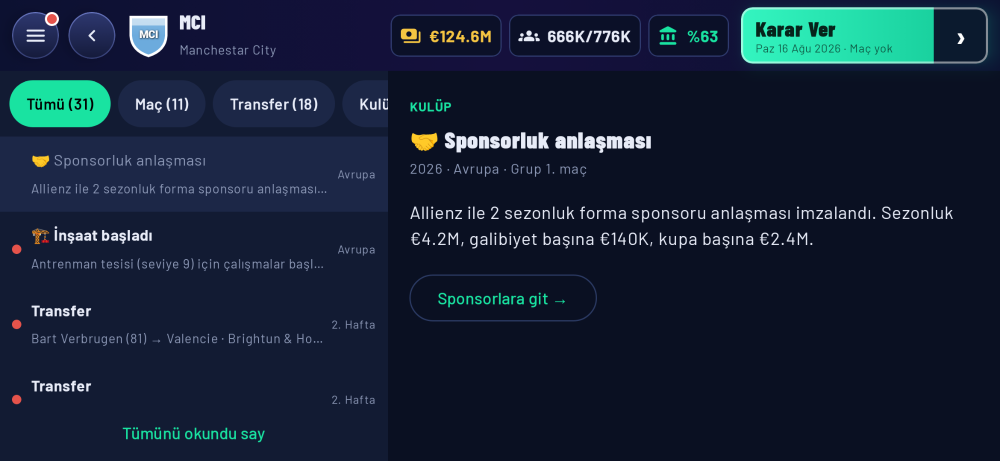 MCI
MCI
Manchestar City
€124.6M
666K/776K
%63
Karar Ver
Paz 16 Ağu 2026 · Maç yok
Tümü (31)
Maç (11)
Transfer (18)
Kulü
🤝 Sponsorluk anlaşması
Avrupa
Allienz ile 2 sezonluk forma sponsoru anlaşması...
🏗️ İnşaat başladı
Avrupa
Antrenman tesisi (seviye 9) için çalışmalar başl...
Transfer
2. Hafta
Bart Verbrugen (81) → Valencie · Brightun & Ho...
Transfer
2. Hafta
Tümünü okundu say
KULÜP
🤝 Sponsorluk anlaşması
2026 · Avrupa · Grup 1. maç
Allienz ile 2 sezonluk forma sponsoru anlaşması imzalandı. Sezonluk
€4.2M, galibiyet başına €140K, kupa başına €2.4M.
Sponsorlara git →